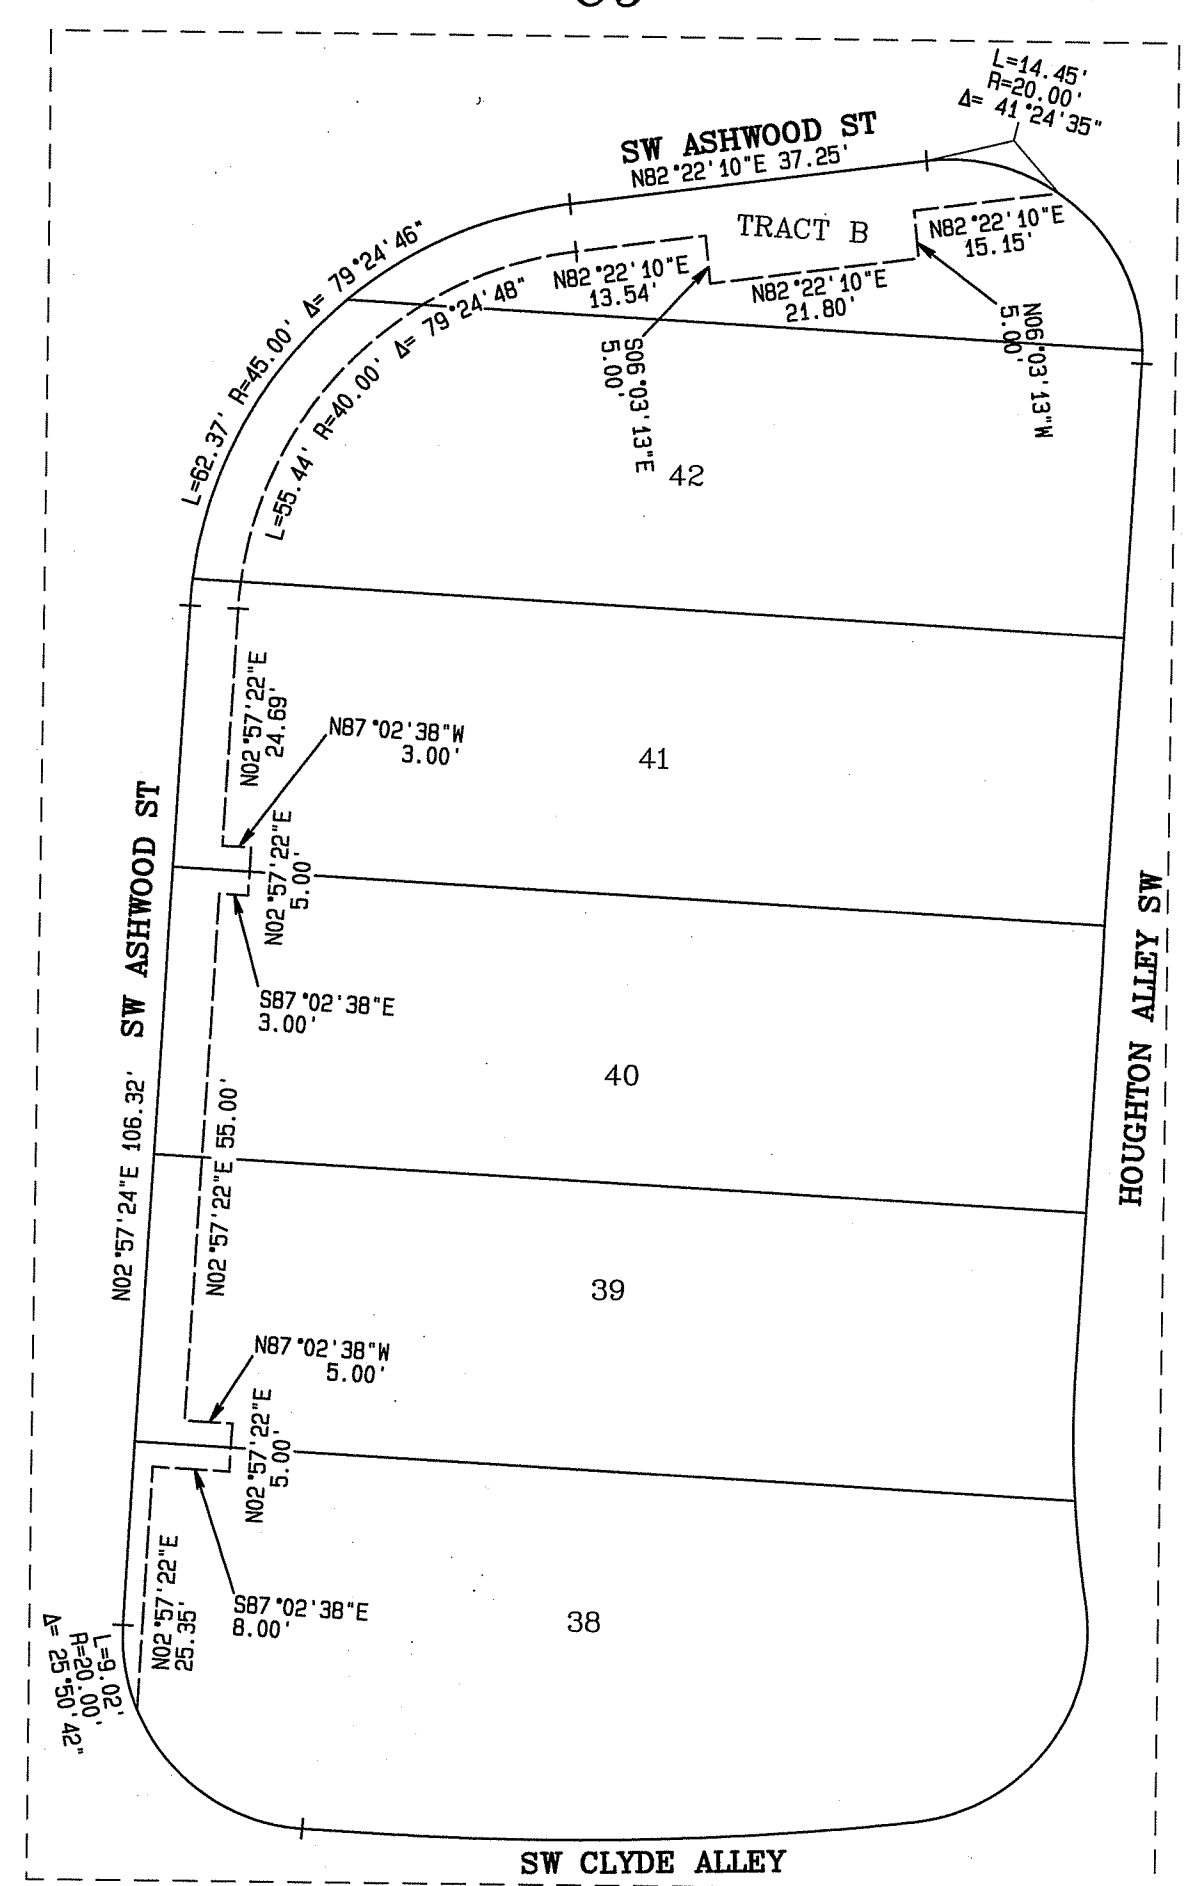 L=14.45'
R=20.00'
Δ= 41°24'35"
SW ASHWOOD ST
N82°22'10"E 37.25'
TRACT B
N82°22'10"E
15.15'
N82°22'10"E
13.54'
N82°22'10"E
21.80'
L=62.37' R=45.00' Δ= 79°24'46"
L=55.44' R=40.00' Δ= 79°24'48"
S06°03'13"E
5.00'
N06°03'13"W
5.00'
42
N02°57'22"E
24.69'
N87°02'38"W
3.00'
41
N02°57'22"E
5.00'
S87°02'38"E
3.00'
SW ASHWOOD ST
N02°57'24"E 106.32'
N02°57'22"E 55.00'
40
HOUGHTON ALLEY SW
39
N87°02'38"W
5.00'
N02°57'22"E
5.00'
S87°02'38"E
8.00'
N02°57'22"E
25.35'
38
L=9.02'
R=20.00'
Δ= 25°50'42"
SW CLYDE ALLEY